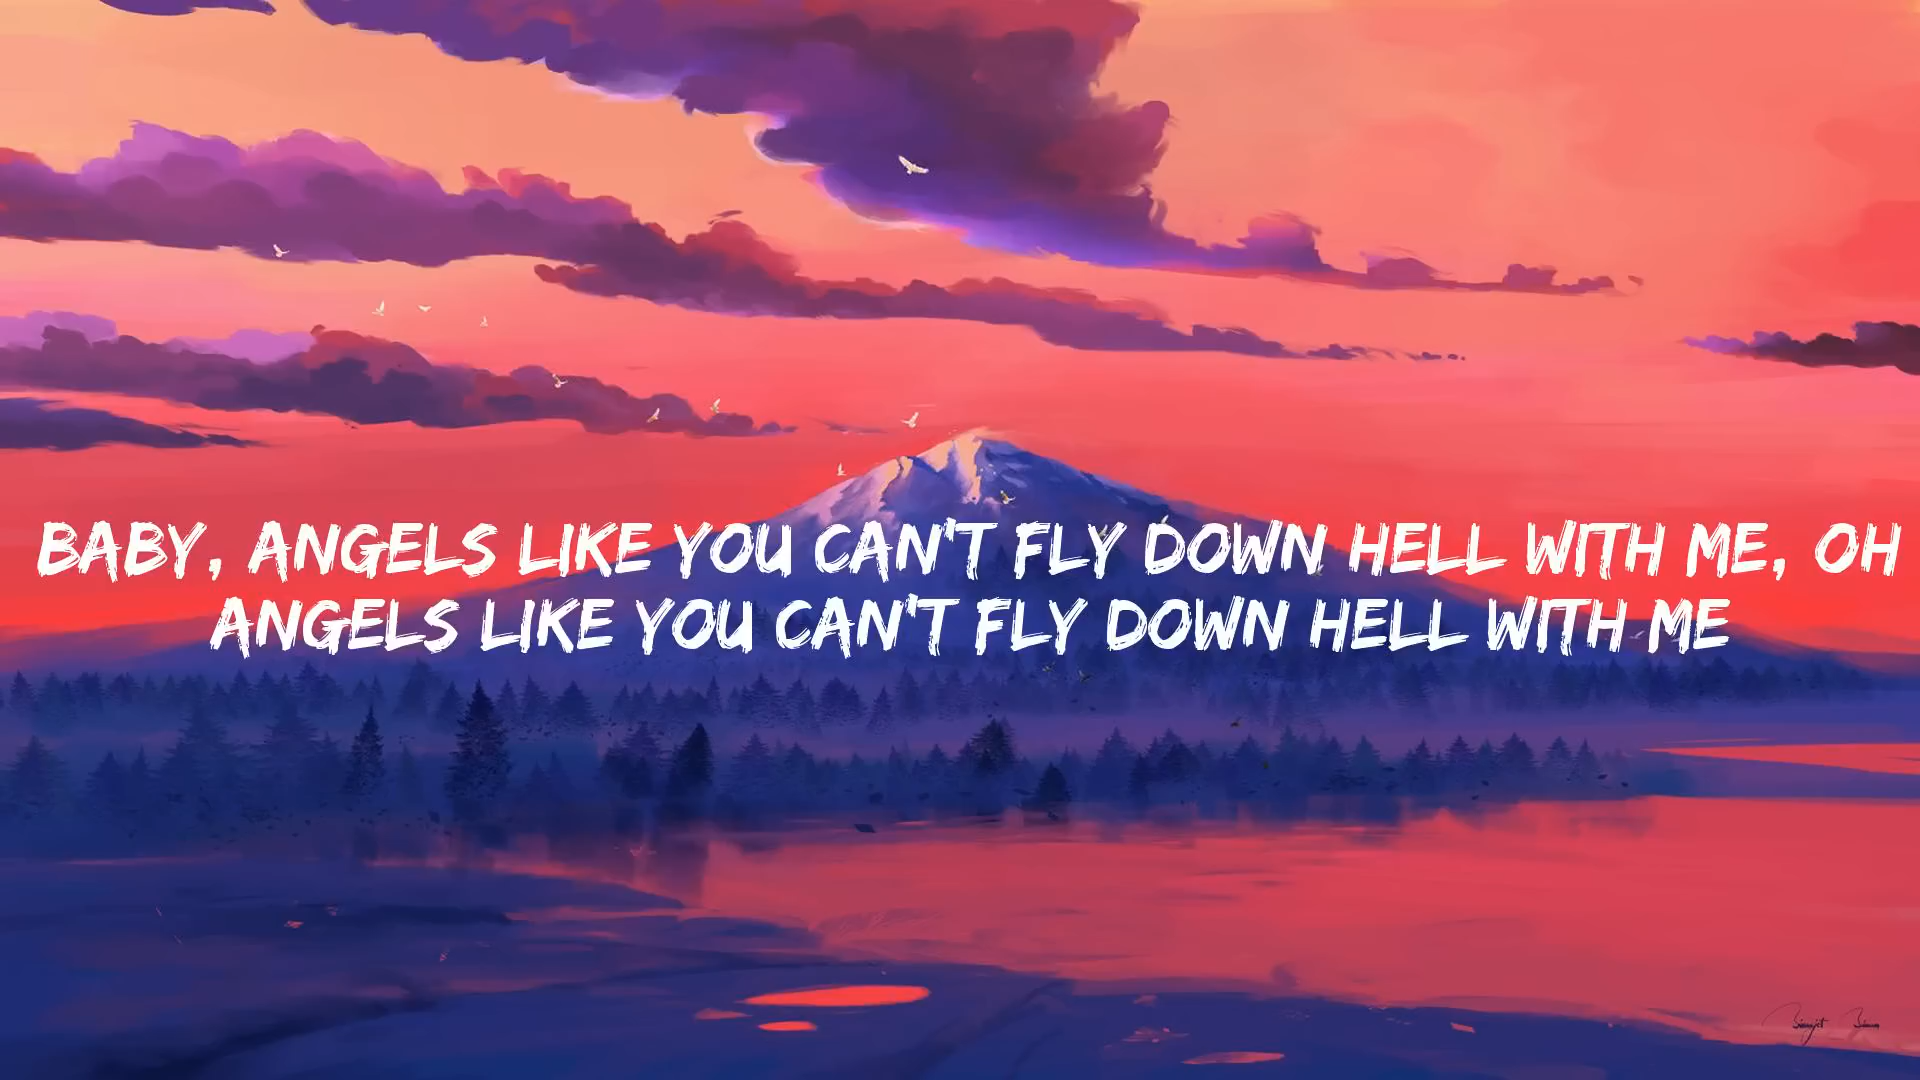 BABY, ANGELS LIKE YOU CAN'T FLY DOWN HELL WITH ME, OH
ANGELS LIKE YOU CAN'T FLY DOWN HELL WITH ME